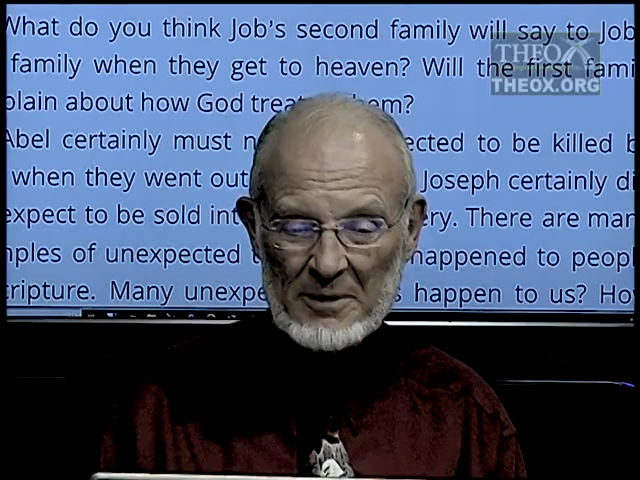 What do you think Job's second family will say to Job
family when they get to heaven? Will the first fami
plain about how God treat hem?
Abel certainly must n ected to be killed b
when they went out Joseph certainly di
expect to be sold int ry. There are man
nples of unexpected t happened to peopl
cripture. Many unexpe s happen to us? Ho
THEOX
THEOX.ORG